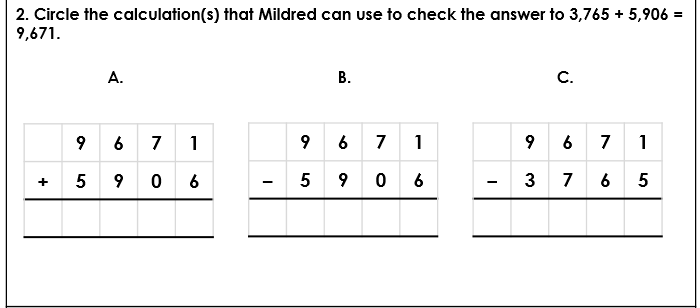 2. Circle the calculation(s) that Mildred can use to check the answer to 3,765 + 5,906 =
9,671.
A. B. C.
9 6 7 1 9 6 7 1 9 6 7 1
+ 5 9 0 6 – 5 9 0 6 – 3 7 6 5